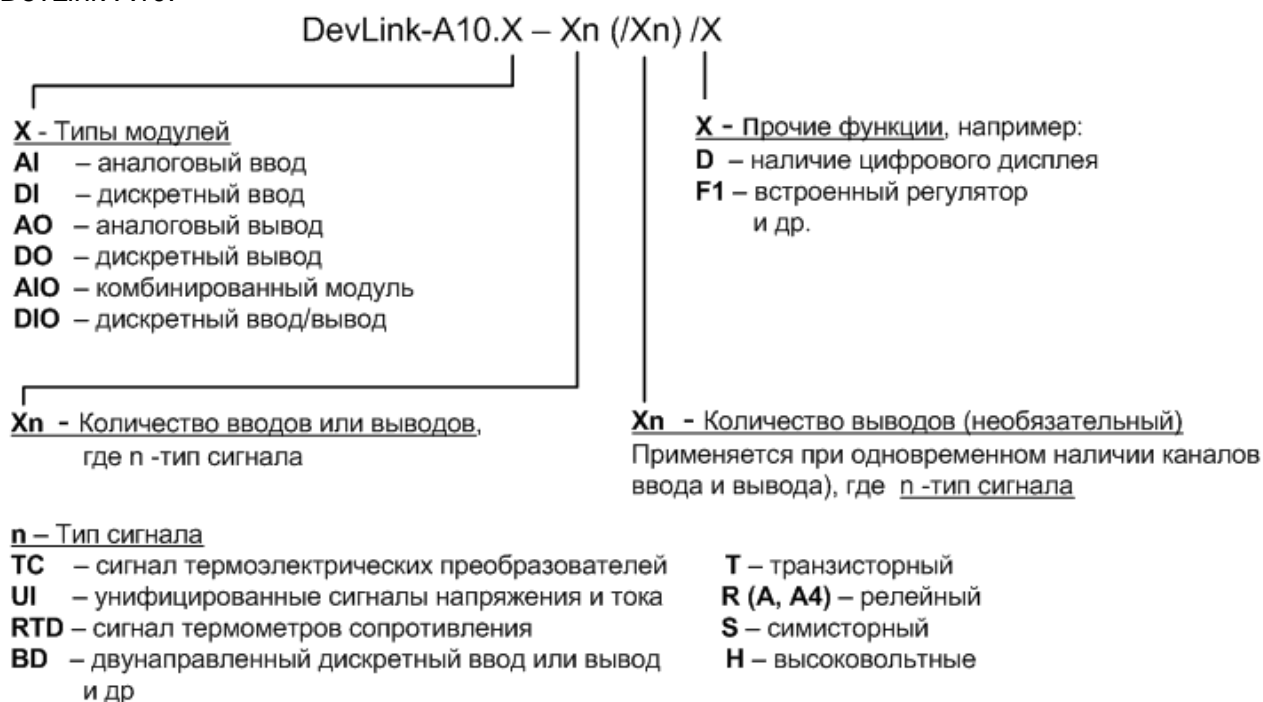 DevLink-A10.X – Xn (/Xn) /X
X - Типы модулей
AI – аналоговый ввод
DI – дискретный ввод
AO – аналоговый вывод
DO – дискретный вывод
AIO – комбинированный модуль
DIO – дискретный ввод/вывод
X - Прочие функции, например:
D – наличие цифрового дисплея
F1 – встроенный регулятор
и др.
Xn - Количество вводов или выводов,
где n -тип сигнала
Xn - Количество выводов (необязательный)
Применяется при одновременном наличии каналов
ввода и вывода), где n -тип сигнала
n – Тип сигнала
TC – сигнал термоэлектрических преобразователей
UI – унифицированные сигналы напряжения и тока
RTD – сигнал термометров сопротивления
BD – двунаправленный дискретный ввод или вывод
и др
T – транзисторный
R (A, A4) – релейный
S – симисторный
H – высоковольтные